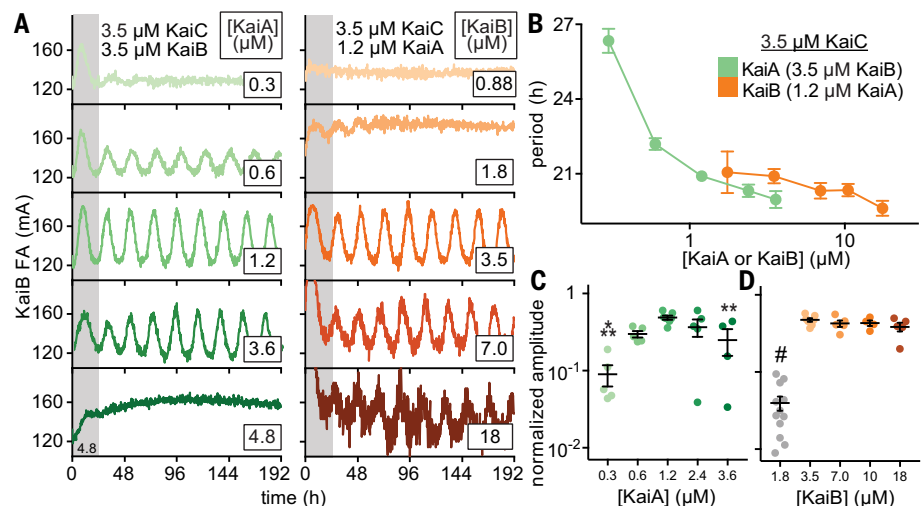 A
3.5 µM KaiC
3.5 µM KaiB
[KaiA]
(µM)
3.5 µM KaiC
1.2 µM KaiA
[KaiB]
(µM)
160
120
0.3
0.88
160
120
0.6
1.8
KaiB FA (mA)
160
120
1.2
3.5
160
120
3.6
7.0
160
120
4.8
4.8
18
0 48 96 144 192
0 48 96 144 192
time (h)
B
27
24
21
period (h)
3.5 µM KaiC
KaiA (3.5 µM KaiB)
KaiB (1.2 µM KaiA)
1 10
[KaiA or KaiB] (µM)
C
normalized amplitude
1
10-1
10-2
**
*
**
0.3 0.6 1.2 2.4 3.6
[KaiA] (µM)
D
#
1.8 3.5 7.0 10 18
[KaiB] (µM)